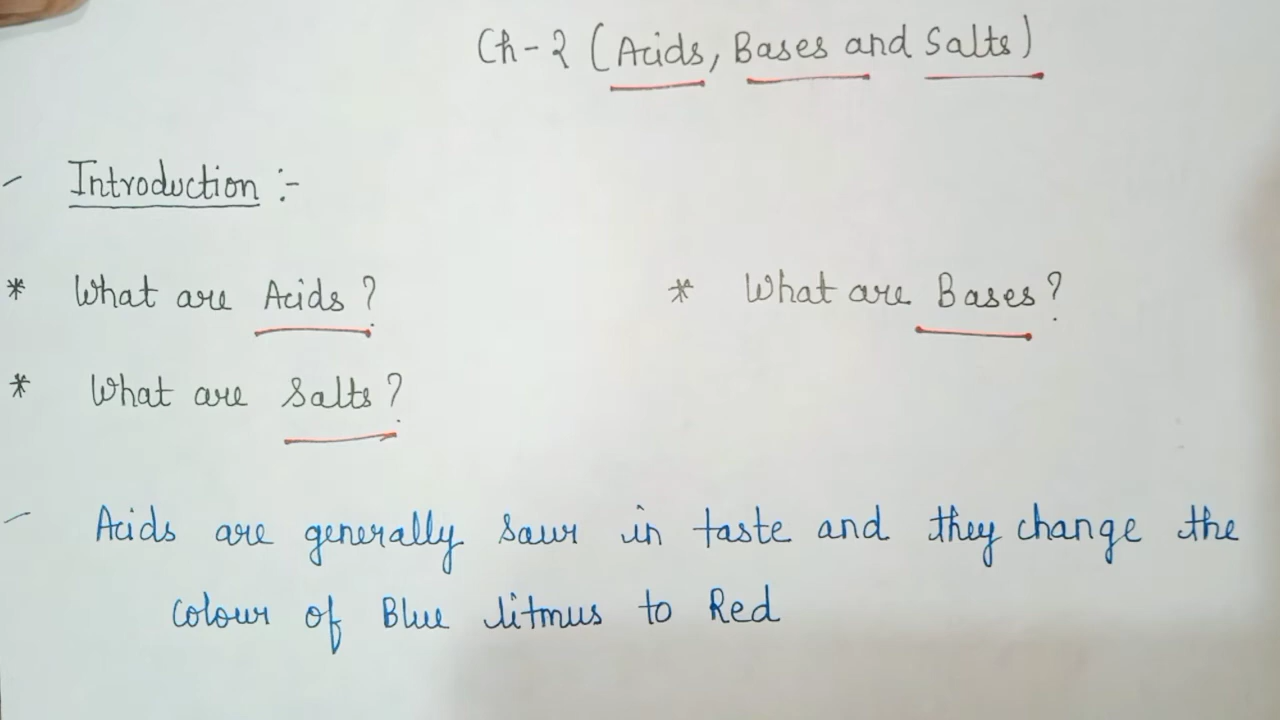 Ch-2 (Acids, Bases and Salts)
- Introduction :-
* What are Acids? * What are Bases?
* What are Salts?
- Acids are generally Saur in taste and they change the
colour of Blue litmus to Red